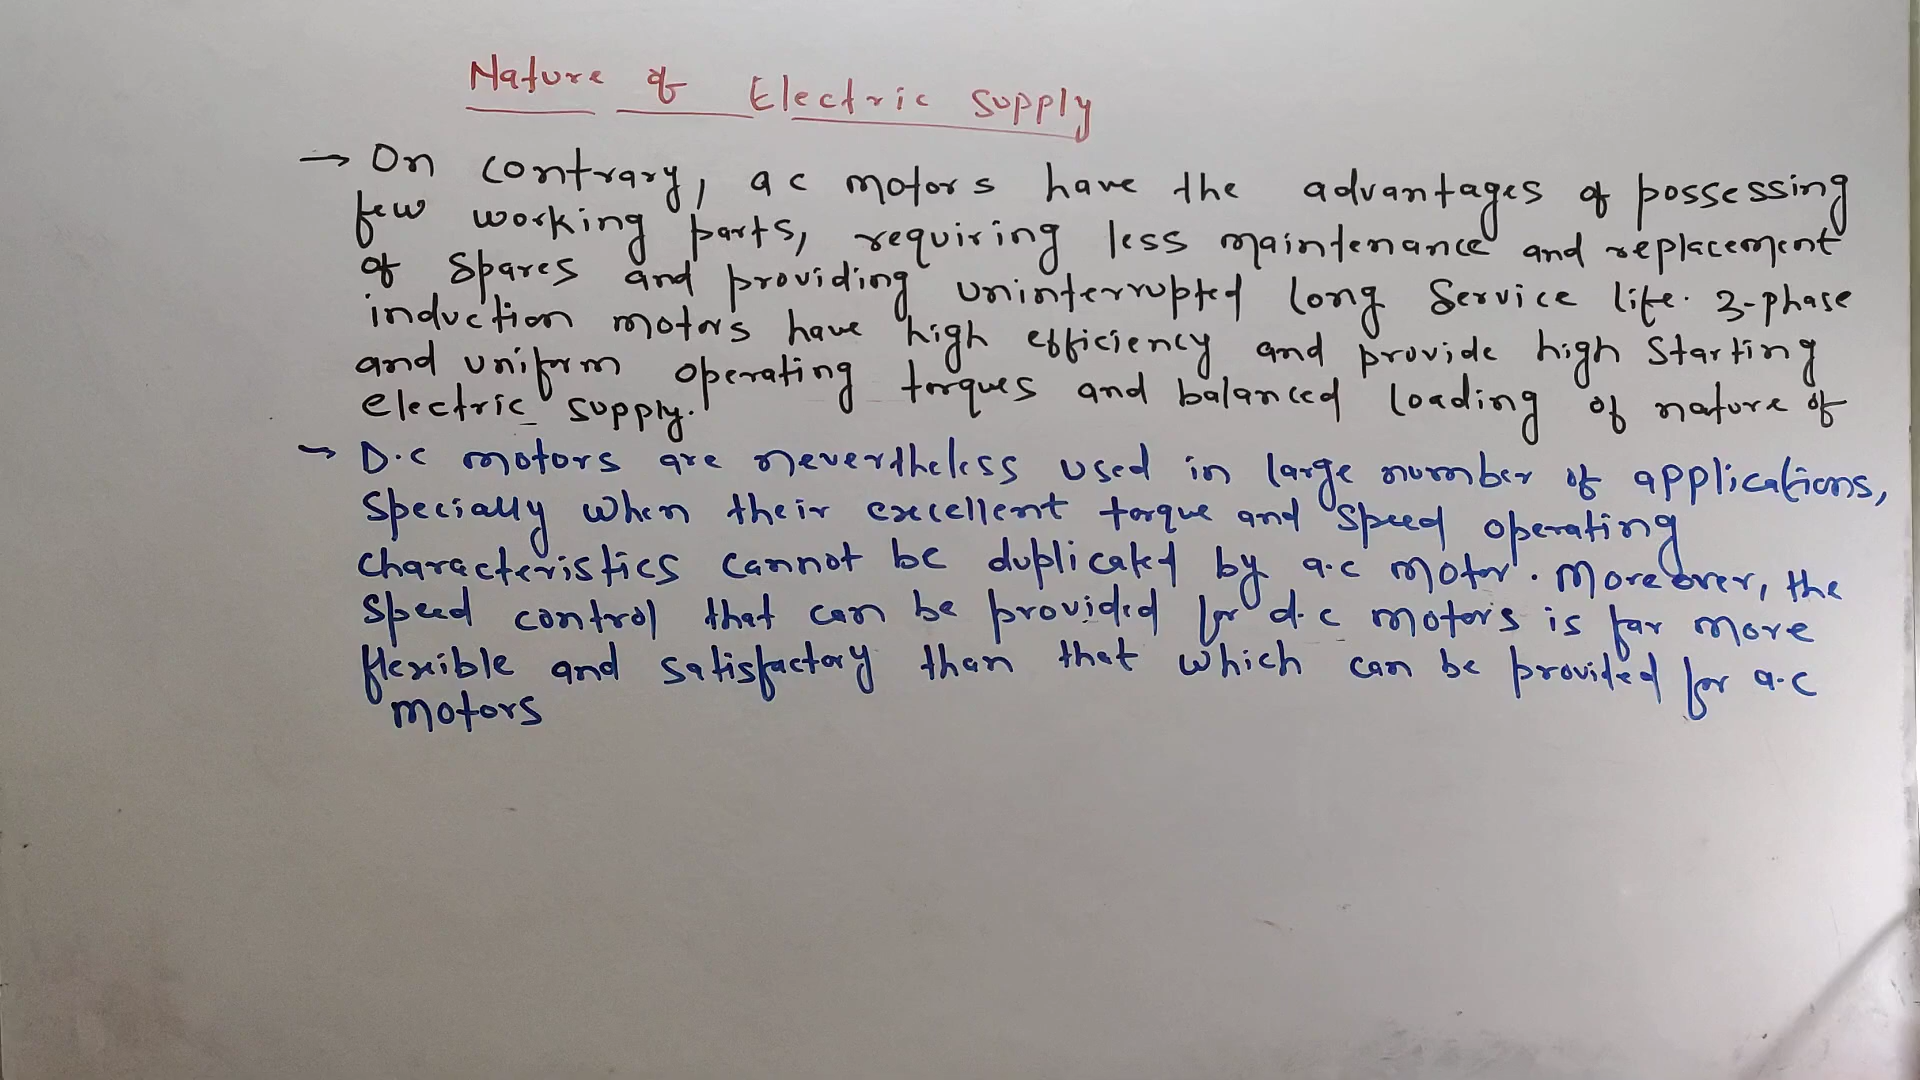 Nature of Electric supply
→ On contrary, ac motors have the advantages of possessing
few working parts, requiring less maintenance and replacement
of spares and providing uninterrupted long service life. 3-phase
induction motors have high efficiency and provide high starting
and uniform operating torques and balanced loading of nature of
electric supply.
→ D.C motors are nevertheless used in large number of applications,
specially when their excellent torque and speed operating
characteristics cannot be duplicated by a.c motor. Moreover, the
speed control that can be provided for d.c motors is far more
flexible and satisfactory than that which can be provided for a.c
motors